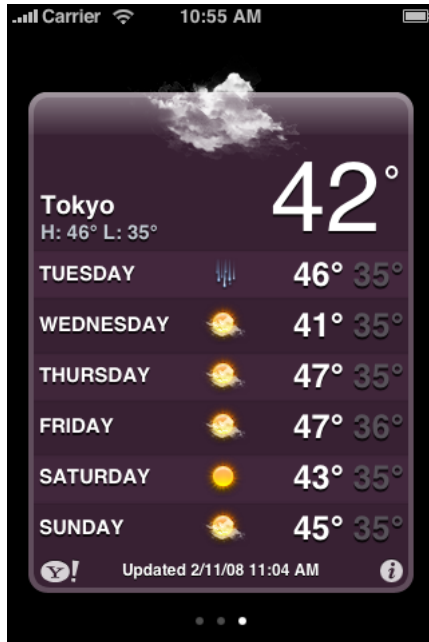 Carrier 10:55 AM
42°
Tokyo
H: 46° L: 35°
TUESDAY 46° 35°
WEDNESDAY 41° 35°
THURSDAY 47° 35°
FRIDAY 47° 36°
SATURDAY 43° 35°
SUNDAY 45° 35°
Y! Updated 2/11/08 11:04 AM i